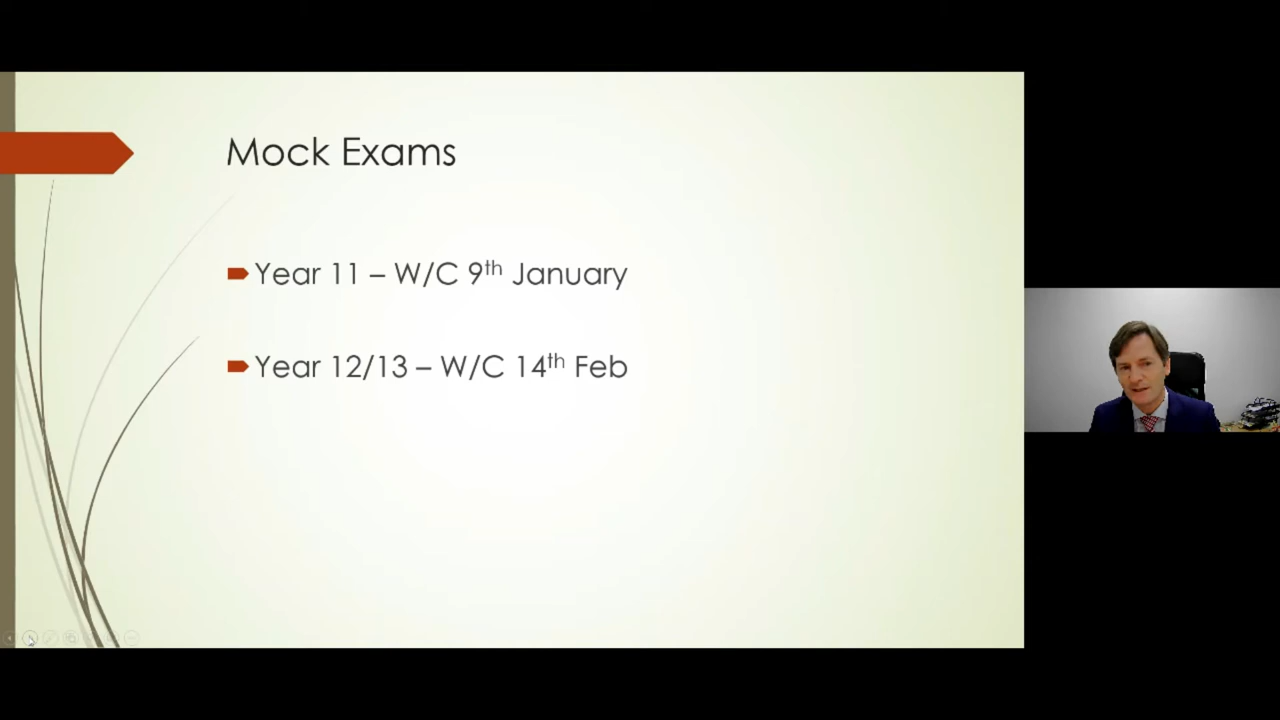 Mock Exams
Year 11 – W/C 9th January
Year 12/13 – W/C 14th Feb